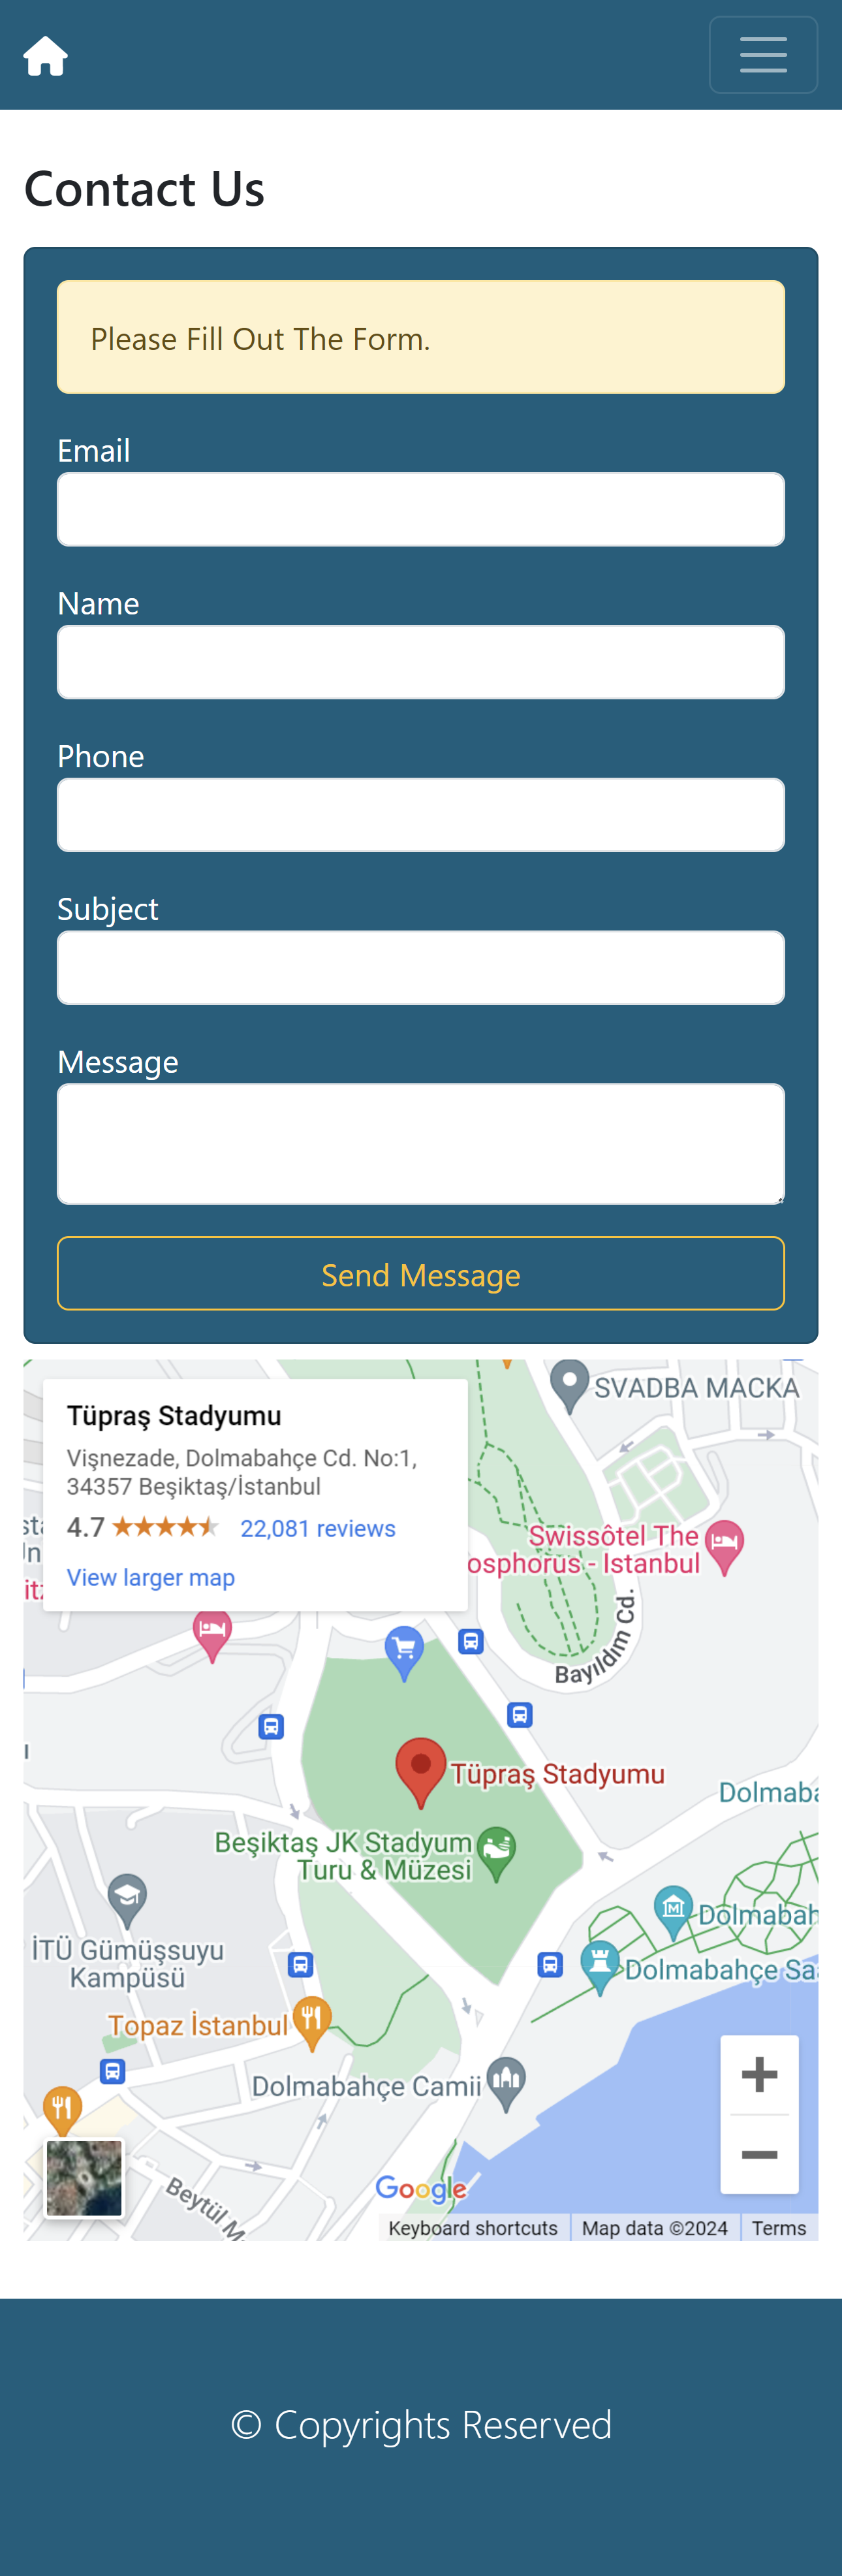 Contact Us
Please Fill Out The Form.
Email
Name
Phone
Subject
Message
Send Message
Tüpraş Stadyumu
Vişnezade, Dolmabahçe Cd. No:1,
34357 Beşiktaş/İstanbul
4.7
22,081 reviews
View larger map
SVADBA MACKA
Swissôtel The
osphorus - Istanbul
Bayıldım Cd.
Tüpraş Stadyumu
Dolmaba
Beşiktaş JK Stadyum
Turu & Müzesi
Dolmabah
İTÜ Gümüşsuyu
Kampüsü
Dolmabahçe Sa
Topaz İstanbul
Dolmabahçe Camii
Beytül M
Google
Keyboard shortcuts
Map data ©2024
Terms
© Copyrights Reserved